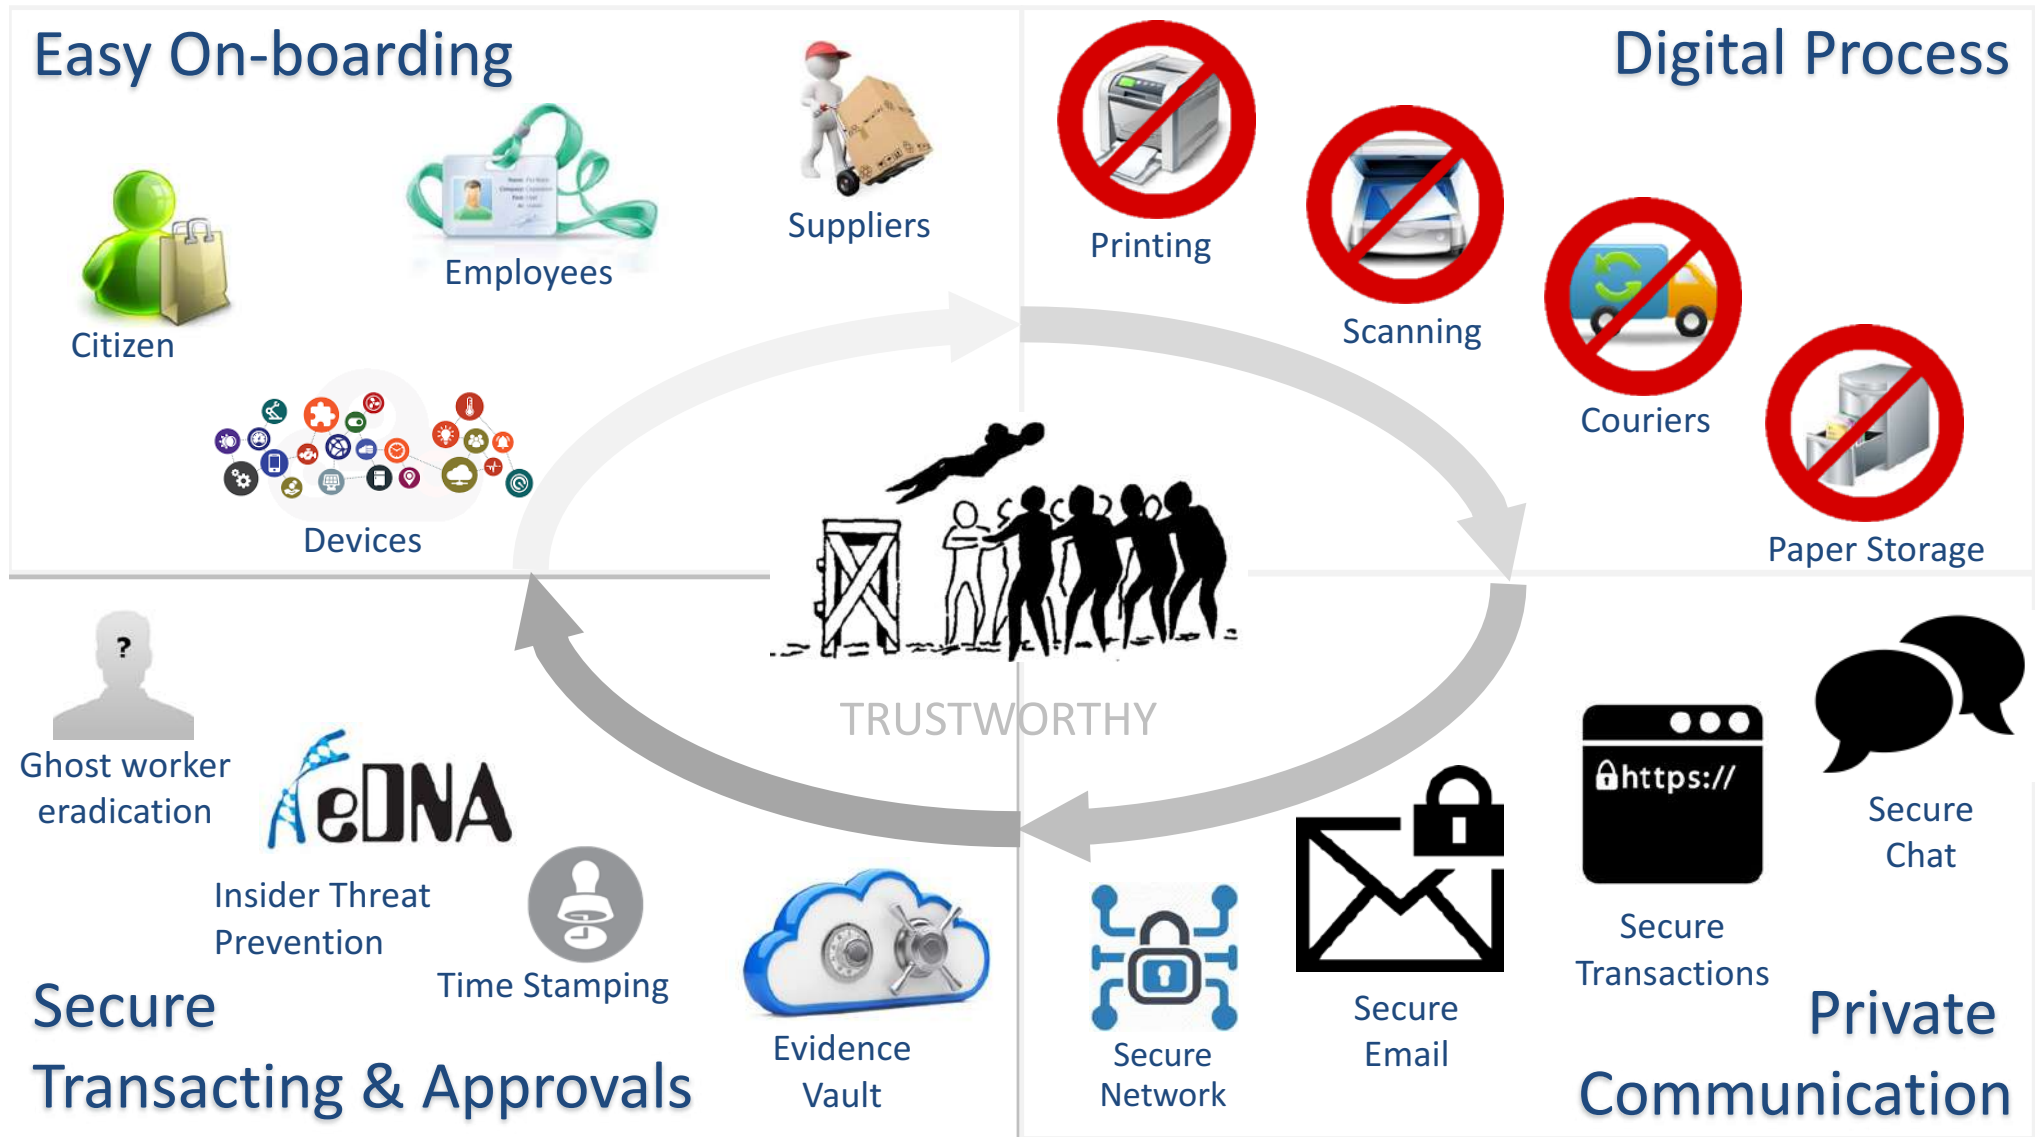 Easy On-boarding
Citizen
Employees
Suppliers
Devices
Digital Process
Printing
Scanning
Couriers
Paper Storage
TRUSTWORTHY
?
Ghost worker
eradication
eDNA
Insider Threat
Prevention
Time Stamping
Evidence
Vault
Secure
Transacting & Approvals
Secure
Network
Secure
Email
https://
Secure
Transactions
Secure
Chat
Private
Communication